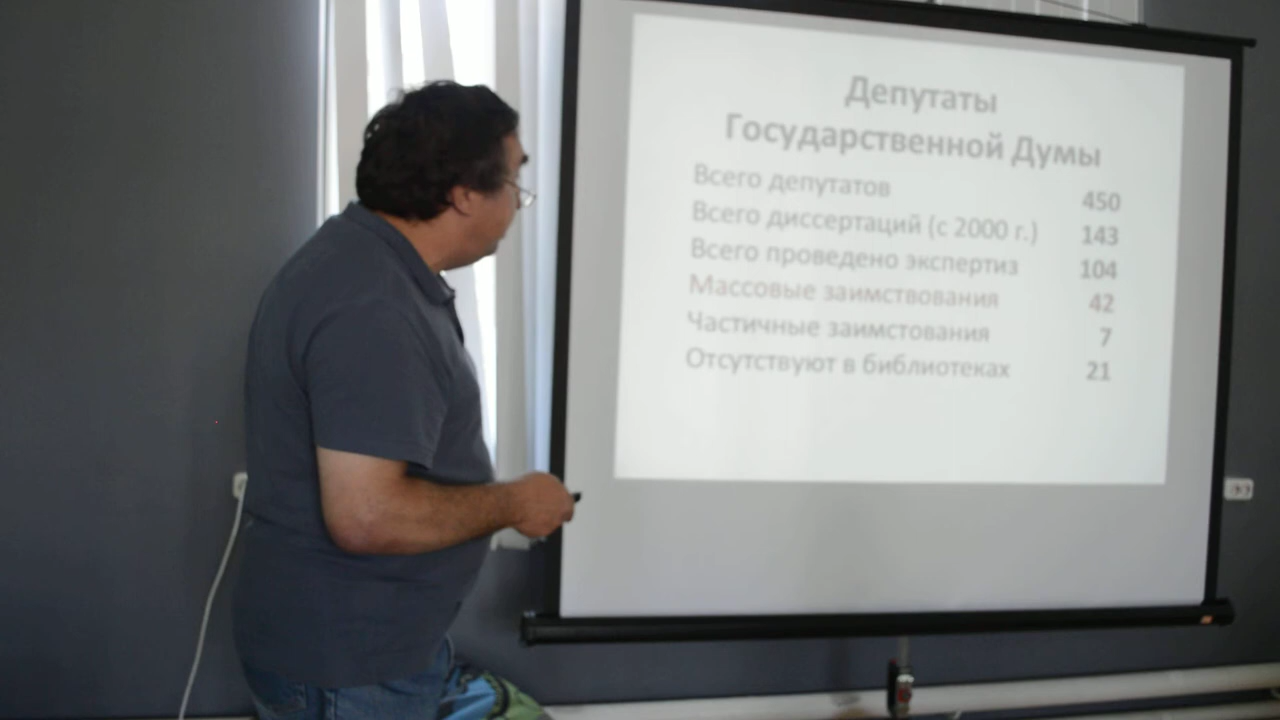 Депутаты
Государственной Думы
Всего депутатов 450
Всего диссертаций (с 2000 г.) 143
Всего проведено экспертиз 104
Массовые заимствования 42
Частичные заимстования 7
Отсутствуют в библиотеках 21